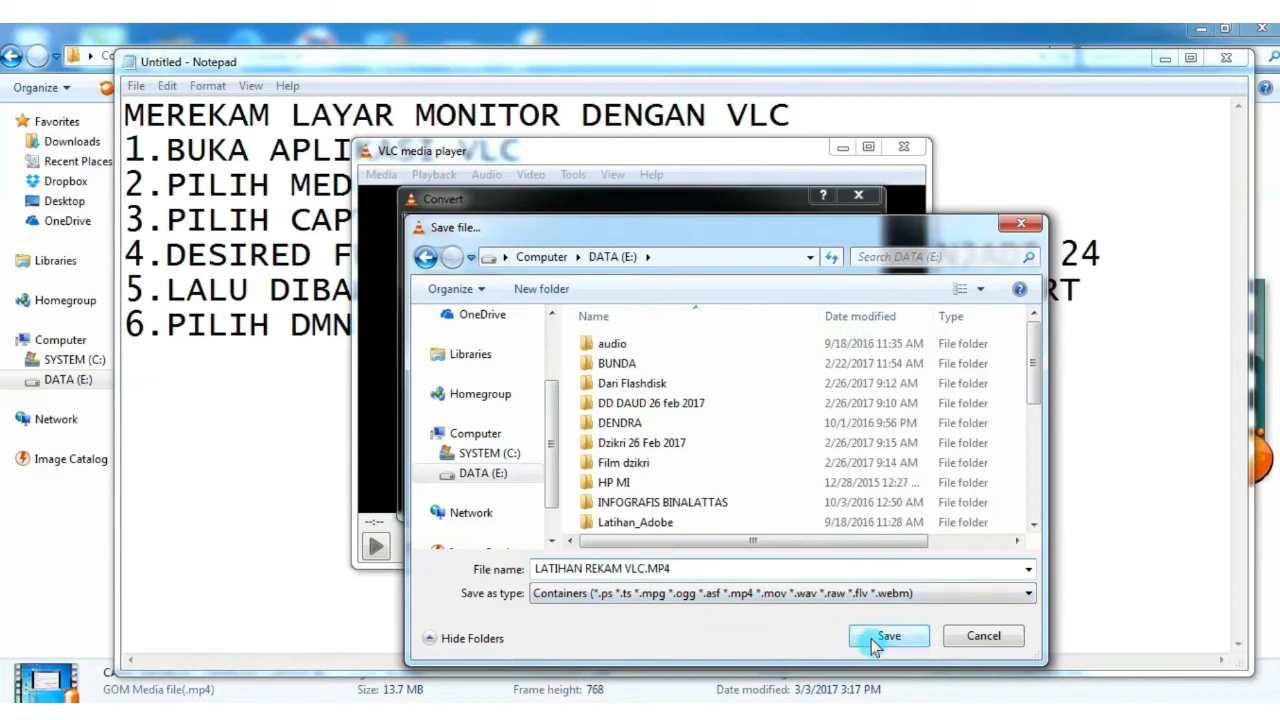 Untitled - Notepad
Organize
File Edit Format View Help
MEREKAM LAYAR MONITOR DENGAN VLC
1.BUKA APLIKASI VLC
2.PILIH MED
3.PILIH CAP
4.DESIRED F
24
5.LALU DIBA
RT
6.PILIH DMN
Favorites
Downloads
Recent Places
Dropbox
Desktop
OneDrive
Libraries
Homegroup
Computer
SYSTEM (C:)
DATA (E:)
Network
Image Catalog
VLC media player
Media Playback Audio Video Tools View Help
--:--
Convert
?
Save file...
Computer DATA (E:)
Search DATA (E:)
Organize New folder
OneDrive
Libraries
Homegroup
Computer
SYSTEM (C:)
DATA (E:)
Network
Name Date modified Type
audio 9/18/2016 11:35 AM File folder
BUNDA 2/22/2017 11:54 AM File folder
Dari Flashdisk 2/26/2017 9:12 AM File folder
DD DAUD 26 feb 2017 2/26/2017 9:10 AM File folder
DENDRA 10/1/2016 9:56 PM File folder
Dzikri 26 Feb 2017 2/26/2017 9:15 AM File folder
Film dzikri 2/26/2017 9:14 AM File folder
HP MI 12/28/2015 12:27 ... File folder
INFOGRAFIS BINALATTAS 10/3/2016 12:50 AM File folder
Latihan_Adobe 9/18/2016 11:28 AM File folder
File name: LATIHAN REKAM VLC.MP4
Save as type: Containers (*.ps *.ts *.mpg *.ogg *.asf *.mp4 *.mov *.wav *.raw *.flv *.webm)
Hide Folders
Save Cancel
GOM Media file(.mp4) Size: 13.7 MB Frame height: 768 Date modified: 3/3/2017 3:17 PM